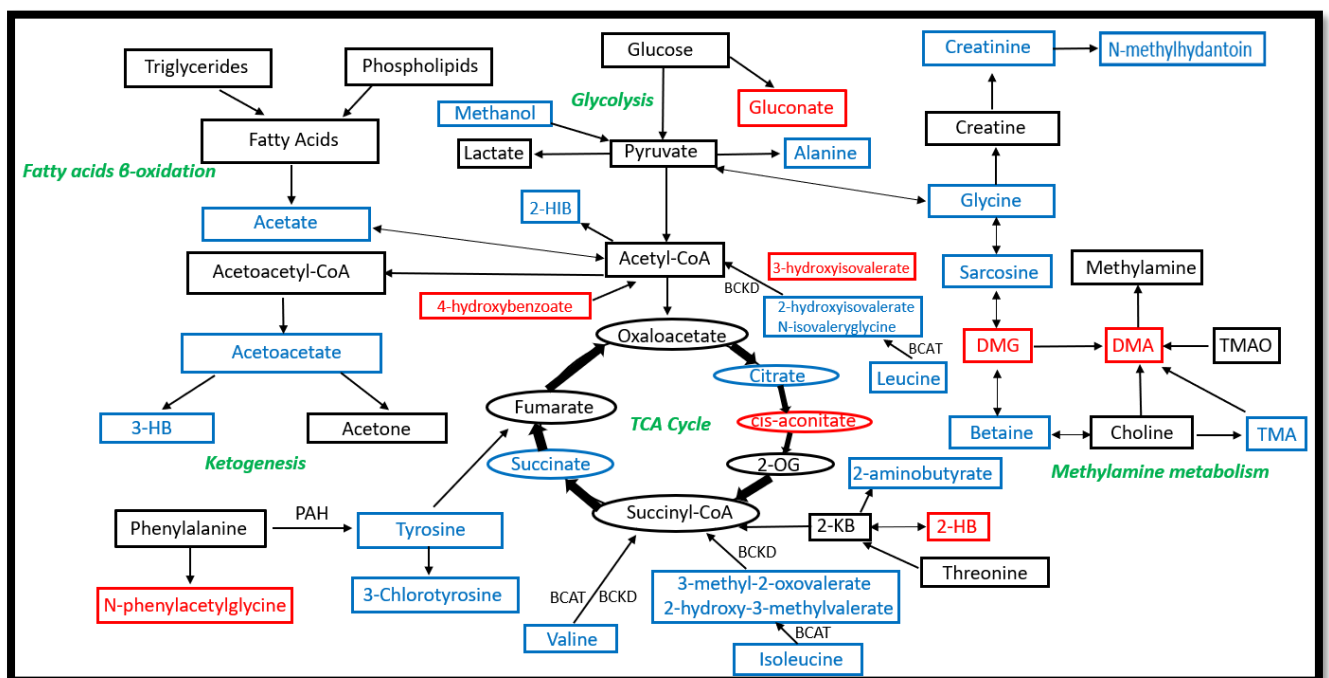 Triglycerides
Phospholipids
Glucose
Creatinine
N-methylhydantoin
Glycolysis
Gluconate
Methanol
Fatty Acids
Lactate
Pyruvate
Alanine
Creatine
Fatty acids β-oxidation
Acetate
2-HIB
Glycine
Acetoacetyl-CoA
Acetyl-CoA
3-hydroxyisovalerate
Sarcosine
Methylamine
4-hydroxybenzoate
BCKD
2-hydroxyisovalerate
N-isovaleryglycine
Oxaloacetate
BCAT
DMG
DMA
TMAO
Acetoacetate
Citrate
Leucine
Fumarate
TCA Cycle
cis-aconitate
3-HB
Acetone
Betaine
Choline
TMA
Ketogenesis
Succinate
2-OG
2-aminobutyrate
Methylamine metabolism
Succinyl-CoA
2-KB
2-HB
Phenylalanine
PAH
Tyrosine
BCKD
Threonine
N-phenylacetylglycine
3-Chlorotyrosine
BCAT
BCKD
3-methyl-2-oxovalerate
2-hydroxy-3-methylvalerate
Valine
BCAT
Isoleucine